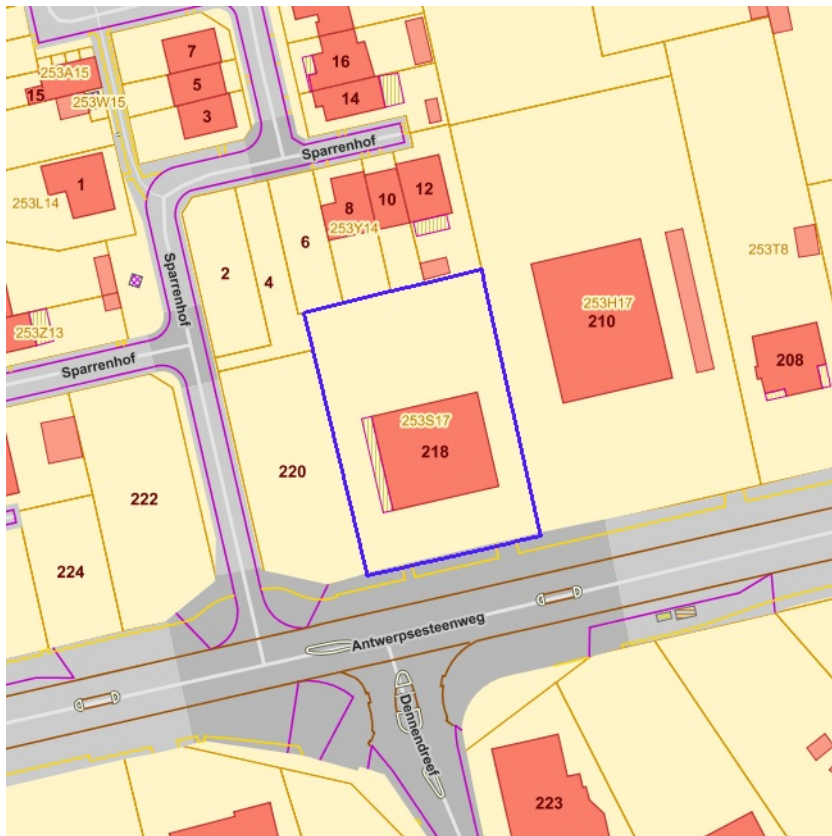 7
16
253A15
5
15
253W15
14
3
Sparrenhof
1
12
8
10
253L14
253Y14
6
2
4
253T8
Sparrenhof
253H17
210
253Z13
Sparrenhof
208
253S17
218
220
222
224
Antwerpsesteenweg
Dennendreef
223